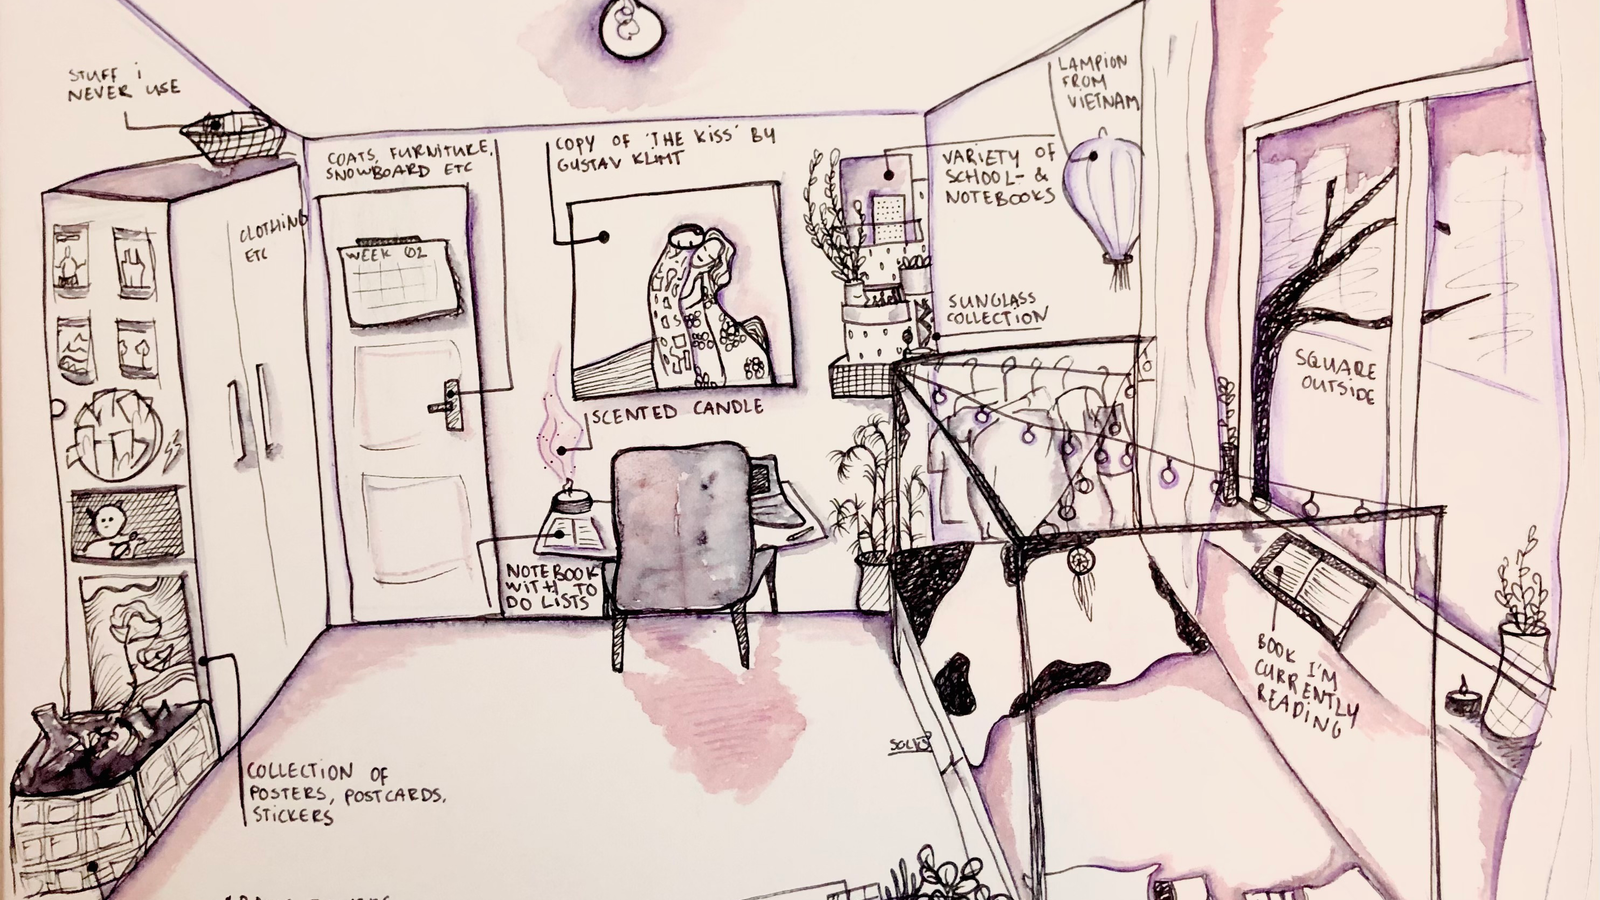 STUFF i
NEVER USE
COATS, FURNITURE,
SNOWBOARD ETC
CLOTHING
ETC
WEEK 02
COPY OF 'THE KISS' BY
GUSTAV KLIMT
SCENTED CANDLE
NOTEBOOK
WITH TO
DO LISTS
LAMPION
FROM
VIETNAM
VARIETY OF
SCHOOL- &
NOTEBOOKS
SUNGLASS
COLLECTION
SQUARE
OUTSIDE
BOOK I'M
CURRENTLY
READING
COLLECTION OF
POSTERS, POSTCARDS,
STICKERS